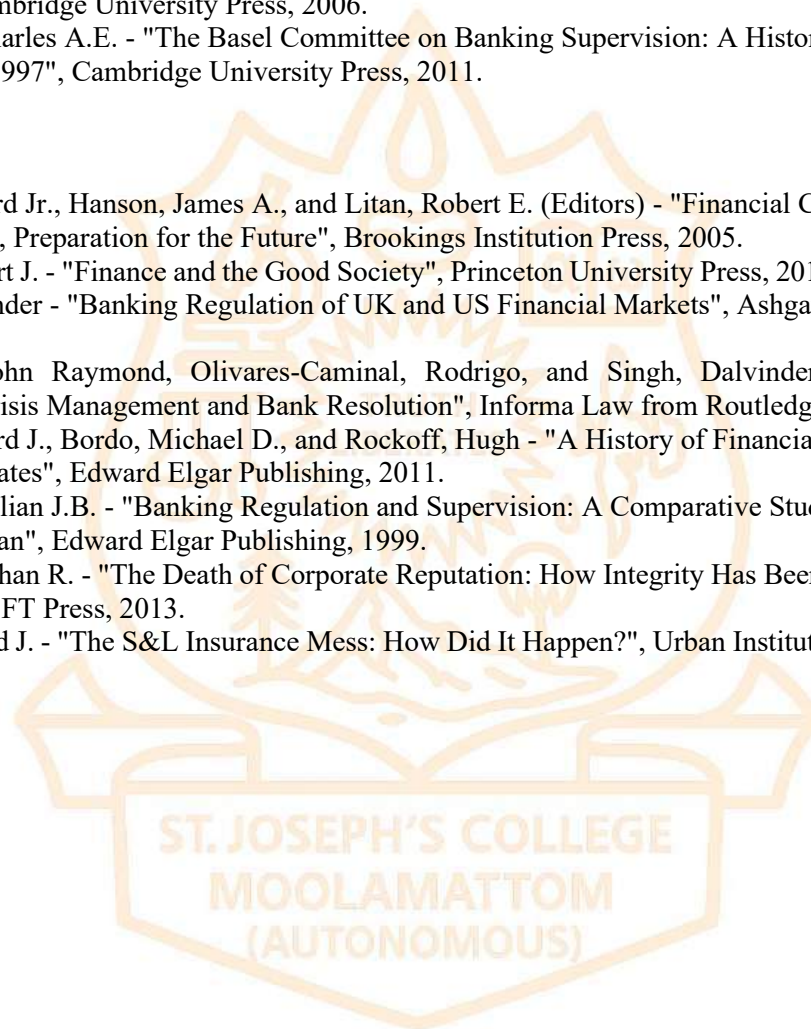 mbridge University Press, 2006.
arles A.E. - "The Basel Committee on Banking Supervision: A Histor
997", Cambridge University Press, 2011.
rd Jr., Hanson, James A., and Litan, Robert E. (Editors) - "Financial C
, Preparation for the Future", Brookings Institution Press, 2005.
rt J. - "Finance and the Good Society", Princeton University Press, 201
nder - "Banking Regulation of UK and US Financial Markets", Ashga
ohn Raymond, Olivares-Caminal, Rodrigo, and Singh, Dalvinder
isis Management and Bank Resolution", Informa Law from Routledg
rd J., Bordo, Michael D., and Rockoff, Hugh - "A History of Financia
ates", Edward Elgar Publishing, 2011.
lian J.B. - "Banking Regulation and Supervision: A Comparative Stud
an", Edward Elgar Publishing, 1999.
than R. - "The Death of Corporate Reputation: How Integrity Has Been
FT Press, 2013.
d J. - "The S&L Insurance Mess: How Did It Happen?", Urban Institut
ST. JOSEPH'S COLLEGE
MOOLAMATTOM
(AUTONOMOUS)